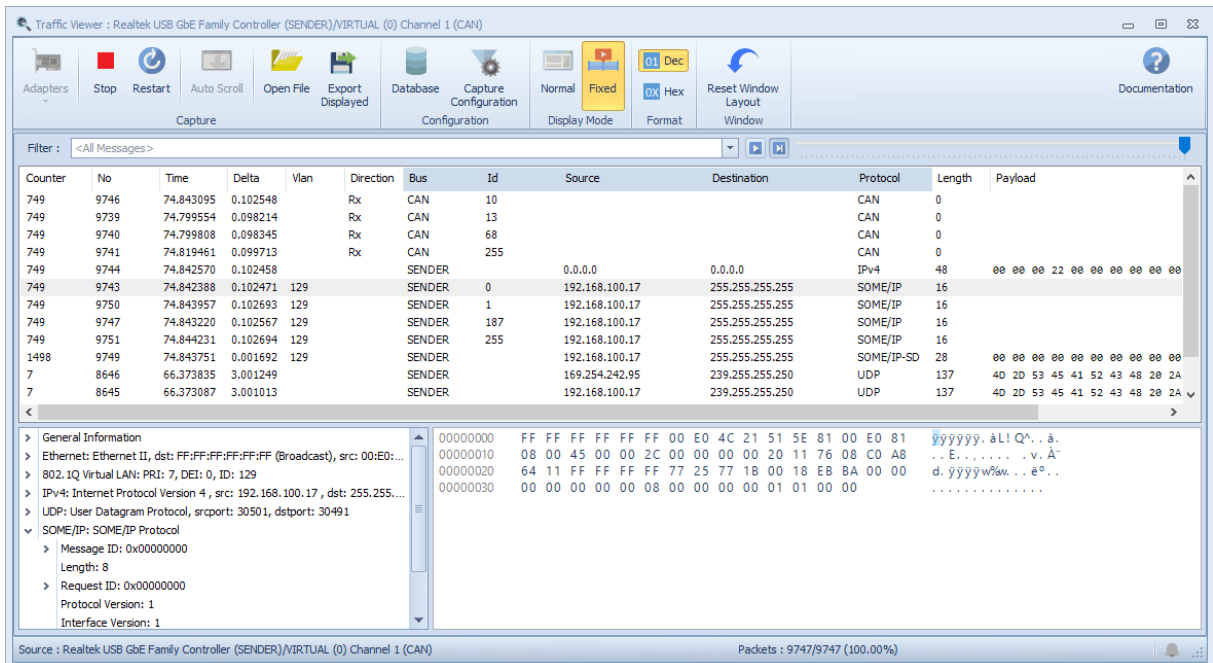 Traffic Viewer : Realtek USB GbE Family Controller (SENDER)/VIRTUAL (0) Channel 1 (CAN)
Adapters Stop Restart Auto Scroll Open File Export Displayed Database Capture Configuration Normal Fixed 01 Dec 0X Hex Reset Window Layout Documentation
Capture Configuration Display Mode Format Window
Filter : <All Messages>
Counter No Time Delta Vlan Direction Bus Id Source Destination Protocol Length Payload
749 9746 74.843095 0.102548 Rx CAN 10 CAN 0
749 9739 74.799554 0.098214 Rx CAN 13 CAN 0
749 9740 74.799808 0.098345 Rx CAN 68 CAN 0
749 9741 74.819461 0.099713 Rx CAN 255 CAN 0
749 9744 74.842570 0.102458 SENDER 0.0.0.0 0.0.0.0 IPv4 48 00 00 00 22 00 00 00 00 00 00
749 9743 74.842388 0.102471 129 SENDER 0 192.168.100.17 255.255.255.255 SOME/IP 16
749 9750 74.843957 0.102693 129 SENDER 1 192.168.100.17 255.255.255.255 SOME/IP 16
749 9747 74.843220 0.102567 129 SENDER 187 192.168.100.17 255.255.255.255 SOME/IP 16
749 9751 74.844231 0.102694 129 SENDER 255 192.168.100.17 255.255.255.255 SOME/IP 16
1498 9749 74.843751 0.001692 129 SENDER 192.168.100.17 255.255.255.255 SOME/IP-SD 28 00 00 00 00 00 00 00 00 00 00
7 8646 66.373835 3.001249 SENDER 169.254.242.95 239.255.255.250 UDP 137 4D 2D 53 45 41 52 43 48 20 2A
7 8645 66.373087 3.001013 SENDER 192.168.100.17 239.255.255.250 UDP 137 4D 2D 53 45 41 52 43 48 20 2A
General Information
Ethernet: Ethernet II, dst: FF:FF:FF:FF:FF:FF (Broadcast), src: 00:E0:...
802.1Q Virtual LAN: PRI: 7, DEI: 0, ID: 129
IPv4: Internet Protocol Version 4 , src: 192.168.100.17 , dst: 255.255....
UDP: User Datagram Protocol, srcport: 30501, dstport: 30491
SOME/IP: SOME/IP Protocol
Message ID: 0x00000000
Length: 8
Request ID: 0x00000000
Protocol Version: 1
Interface Version: 1
00000000 FF FF FF FF FF FF 00 E0 4C 21 51 5E 81 00 E0 81 ÿÿÿÿÿÿ.àL!Q^..à.
00000010 08 00 45 00 00 2C 00 00 00 00 20 11 76 08 C0 A8 ..E..,.... .v.À¨
00000020 64 11 FF FF FF FF 77 25 77 1B 00 18 EB BA 00 00 d.ÿÿÿÿw%w...ëº..
00000030 00 00 00 00 00 08 00 00 00 00 01 01 00 00 ..............
Source : Realtek USB GbE Family Controller (SENDER)/VIRTUAL (0) Channel 1 (CAN) Packets : 9747/9747 (100.00%)